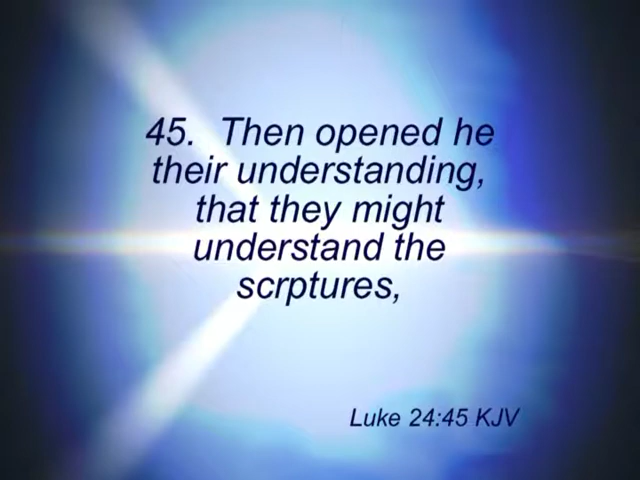 45. Then opened he
their understanding,
that they might
understand the
scrptures,
Luke 24:45 KJV